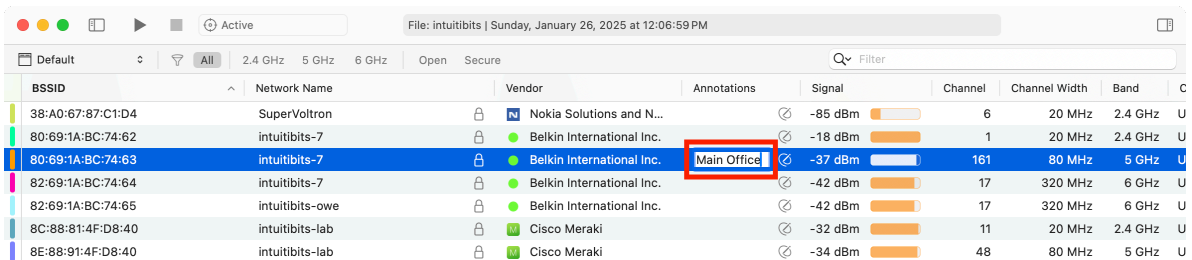 Active
File: intuitibits | Sunday, January 26, 2025 at 12:06:59 PM
Default All 2.4 GHz 5 GHz 6 GHz Open Secure Filter
BSSID Network Name Vendor Annotations Signal Channel Channel Width Band C
38:A0:67:87:C1:D4 SuperVoltron N Nokia Solutions and N... -85 dBm 6 20 MHz 2.4 GHz U
80:69:1A:BC:74:62 intuitibits-7 Belkin International Inc. -18 dBm 1 20 MHz 2.4 GHz U
80:69:1A:BC:74:63 intuitibits-7 Belkin International Inc. Main Office -37 dBm 161 80 MHz 5 GHz U
82:69:1A:BC:74:64 intuitibits-7 Belkin International Inc. -42 dBm 17 320 MHz 6 GHz U
82:69:1A:BC:74:65 intuitibits-owe Belkin International Inc. -42 dBm 17 320 MHz 6 GHz U
8C:88:81:4F:D8:40 intuitibits-lab M Cisco Meraki -32 dBm 11 20 MHz 2.4 GHz U
8E:88:91:4F:D8:40 intuitibits-lab M Cisco Meraki -34 dBm 48 80 MHz 5 GHz U